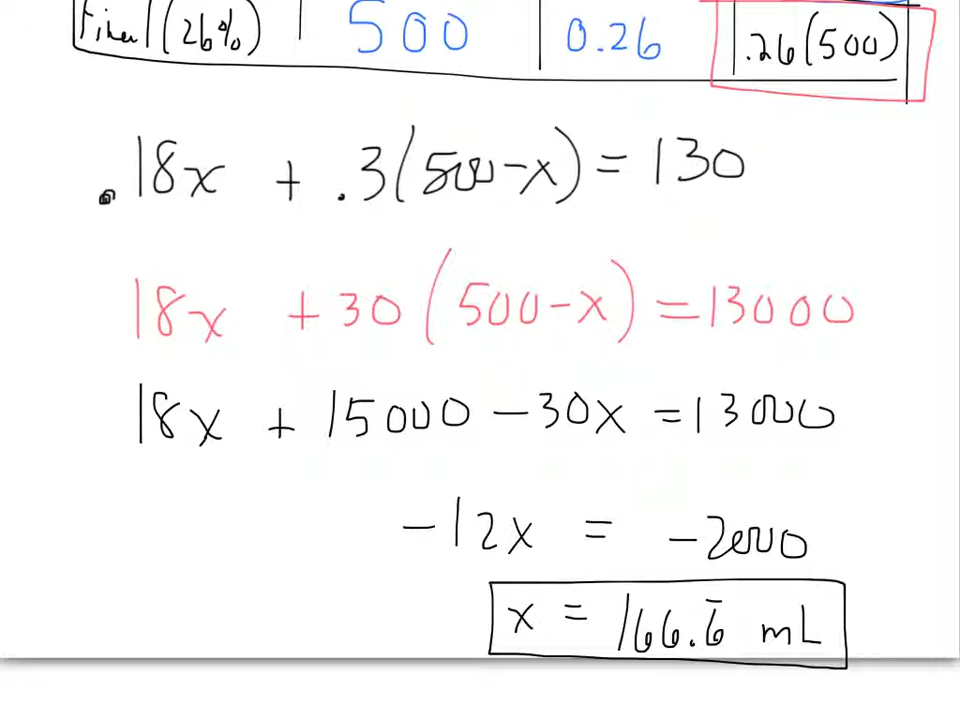 Final (26%) 500 0.26 .26(500)
.18x + .3(500-x) = 130
18x + 30(500-x) = 13000
18x + 15000 - 30x = 13000
-12x = -2000
x = 166.6̄ mL